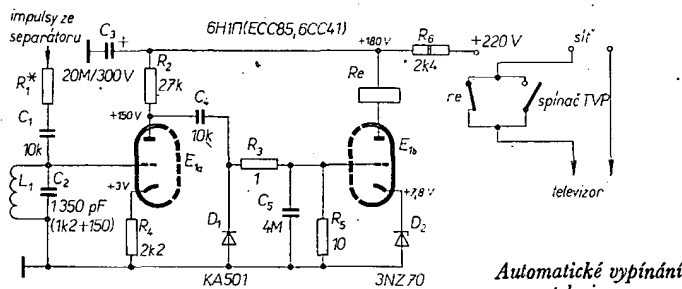 impulsy ze
separátoru
C₃
+
20M/300V
6Н1П(ECC85,6CC41)
+180V
R₆
2k4
+220V
síť
R₁*
R₂
27k
Re
re
spínač TVP
+150V
C₄
10k
C₁
10k
E₁ₐ
R₃
1
E₁b
L₁
C₂
1350 pF
(1k2+150)
+3V
R₄
2k2
D₁
C₅
4M
R₅
10
+7,8V
D₂
televizor
KA501
3NZ70
Automatické vypínání